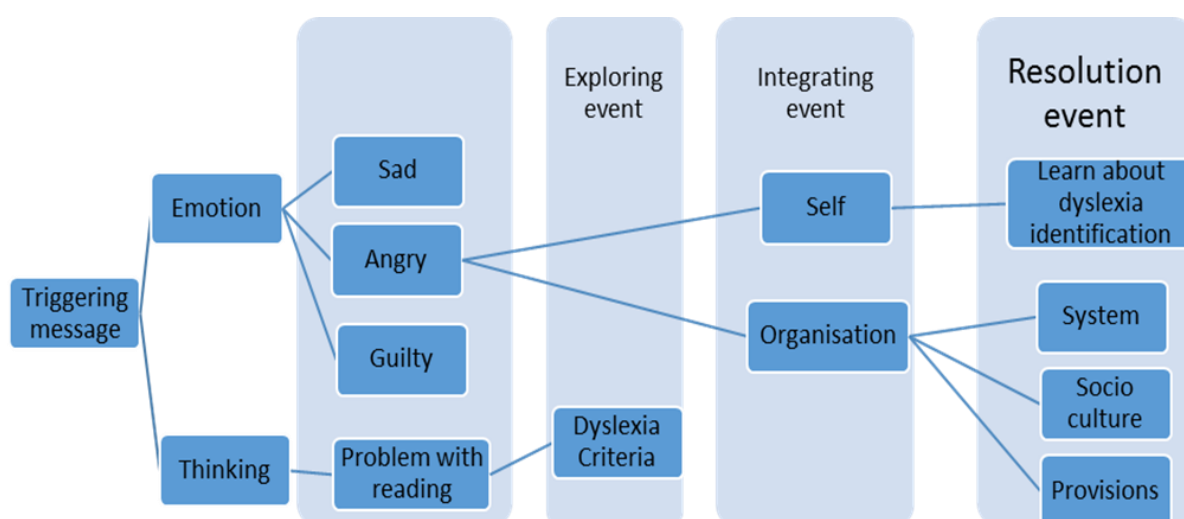 Triggering
message
Emotion
Thinking
Sad
Angry
Guilty
Problem with
reading
Exploring
event
Dyslexia
Criteria
Integrating
event
Self
Organisation
Resolution
event
Learn about
dyslexia
identification
System
Socio
culture
Provisions